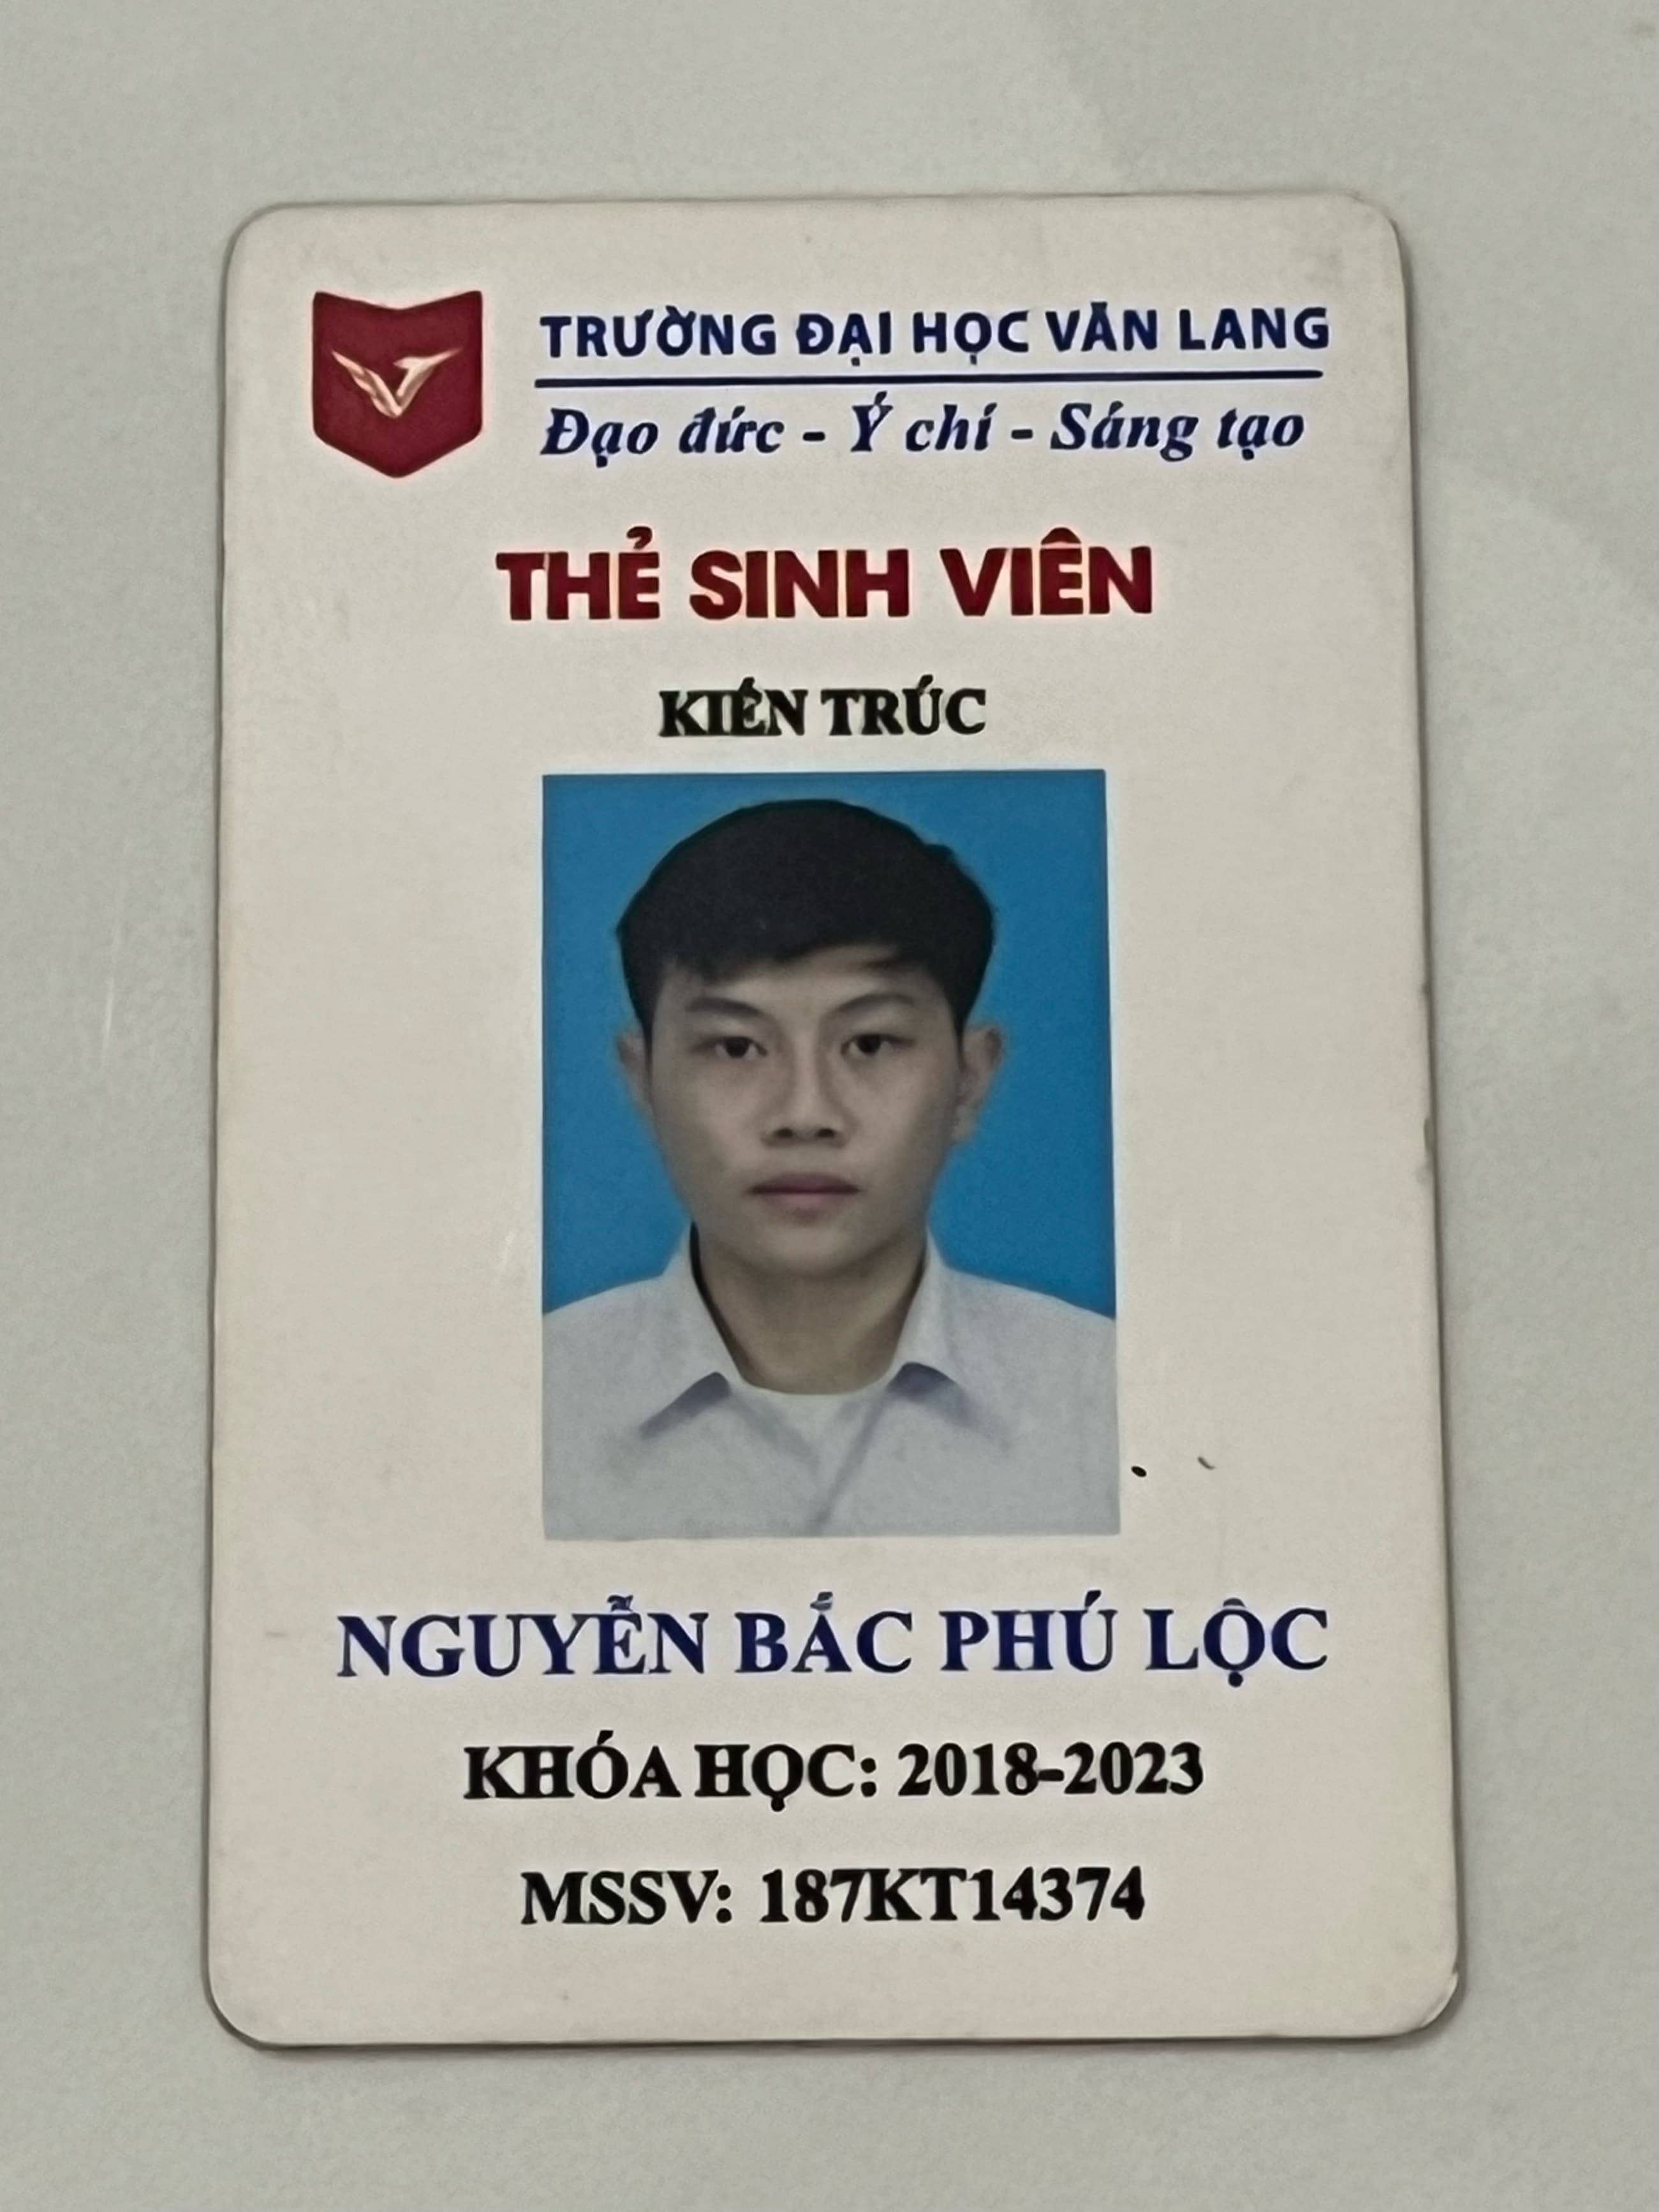 TRƯỜNG ĐẠI HỌC VĂN LANG
Đạo đức - Ý chí - Sáng tạo
THẺ SINH VIÊN
KIẾN TRÚC
NGUYỄN BẮC PHÚ LỘC
KHÓA HỌC: 2018-2023
MSSV: 187KT14374